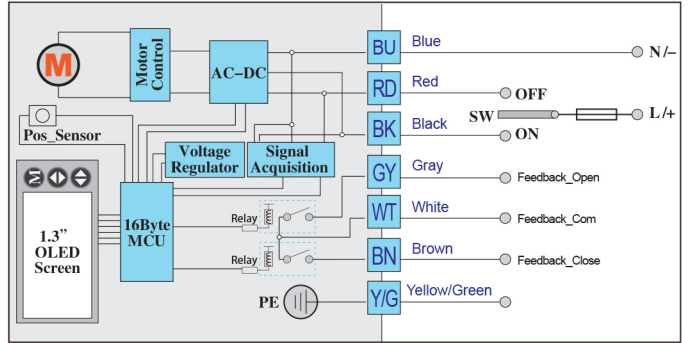 M
Motor
Control
AC-DC
BU
Blue
N/-
RD
Red
OFF
SW
L/+
BK
Black
ON
Pos_Sensor
Voltage
Regulator
Signal
Acquisition
GY
Gray
Feedback_Open
M
1.3”
OLED
Screen
16Byte
MCU
Relay
WT
White
Feedback_Com
Relay
BN
Brown
Feedback_Close
PE
Y/G
Yellow/Green